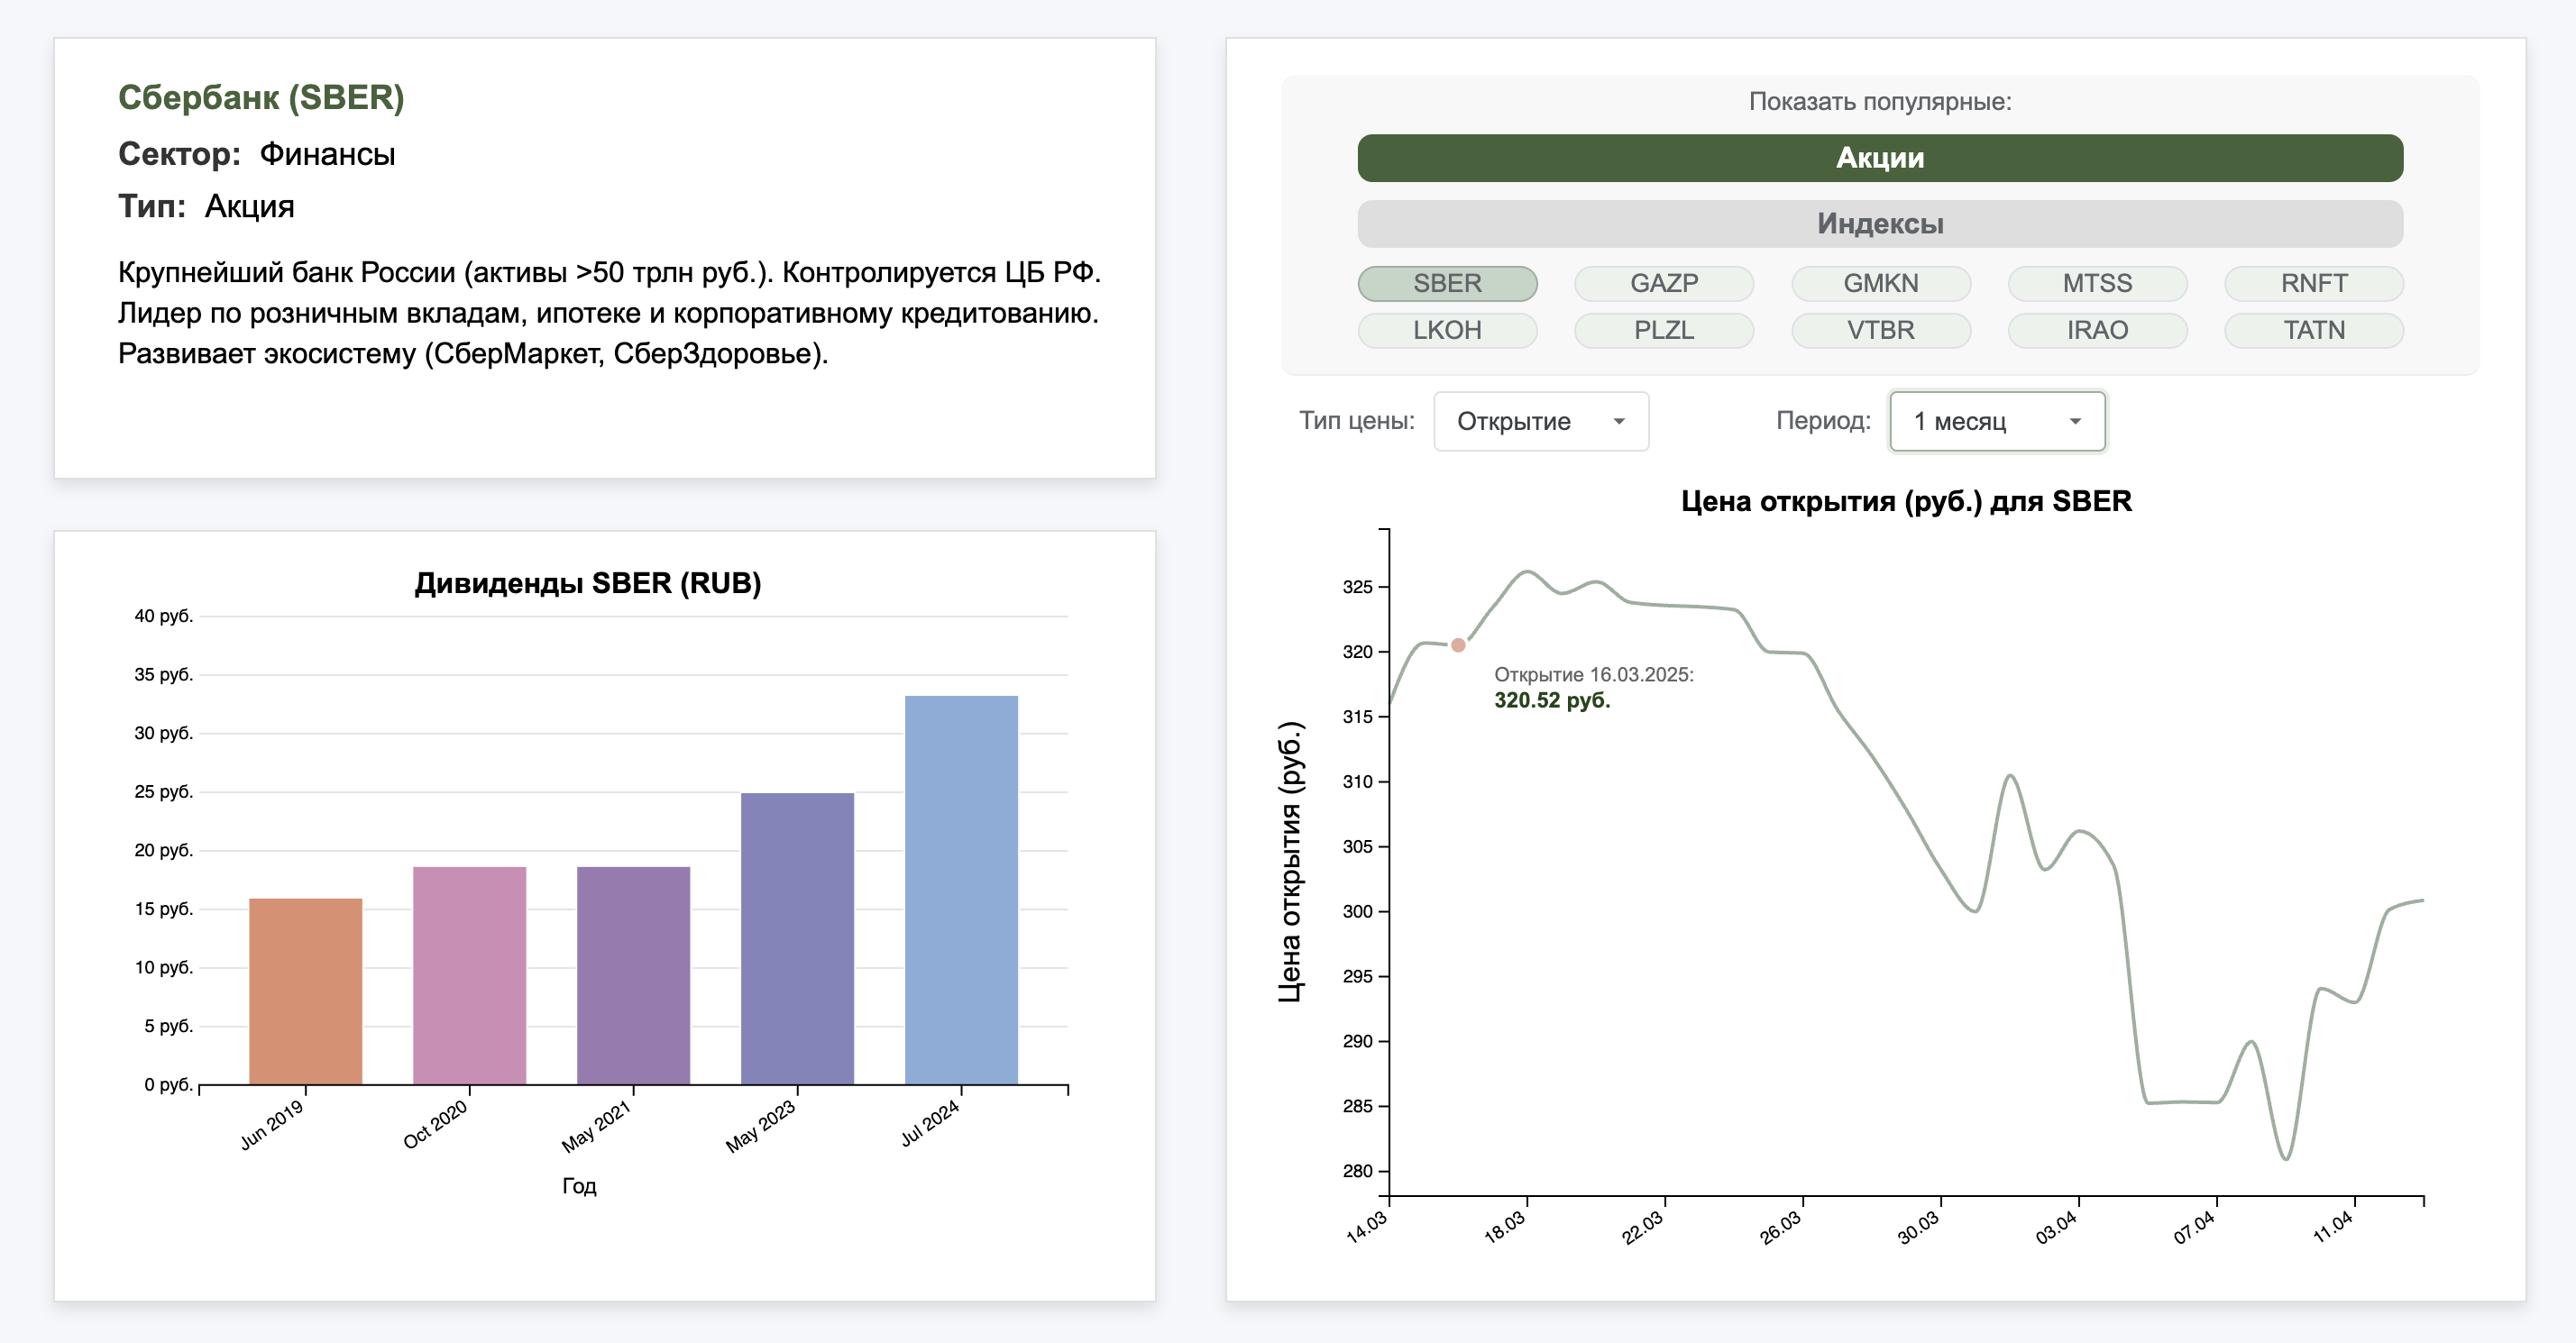 Сбербанк (SBER)
Сектор: Финансы
Тип: Акция
Крупнейший банк России (активы >50 трлн руб.). Контролируется ЦБ РФ.
Лидер по розничным вкладам, ипотеке и корпоративному кредитованию.
Развивает экосистему (СберМаркет, СберЗдоровье).
Дивиденды SBER (RUB)
40 руб.
35 руб.
30 руб.
25 руб.
20 руб.
15 руб.
10 руб.
5 руб.
0 руб.
Jun 2019
Oct 2020
May 2021
May 2023
Jul 2024
Год
Показать популярные:
Акции
Индексы
SBER GAZP GMKN MTSS RNFT
LKOH PLZL VTBR IRAO TATN
Тип цены: Открытие Период: 1 месяц
Цена открытия (руб.) для SBER
Цена открытия (руб.)
325
320
315
310
305
300
295
290
285
280
Открытие 16.03.2025:
320.52 руб.
14.03
18.03
22.03
26.03
30.03
03.04
07.04
11.04